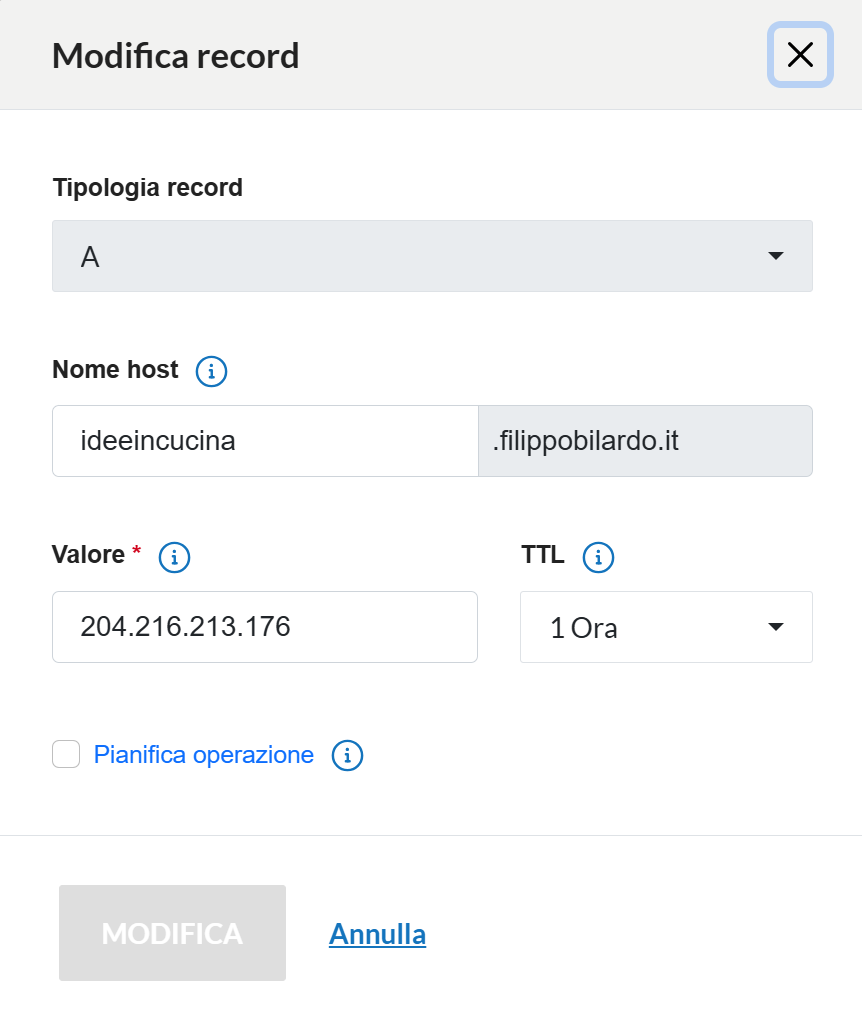 Modifica record
Tipologia record
A
Nome host
ideeincucina .filippobilardo.it
Valore * TTL
204.216.213.176 1 Ora
Pianifica operazione
MODIFICA Annulla